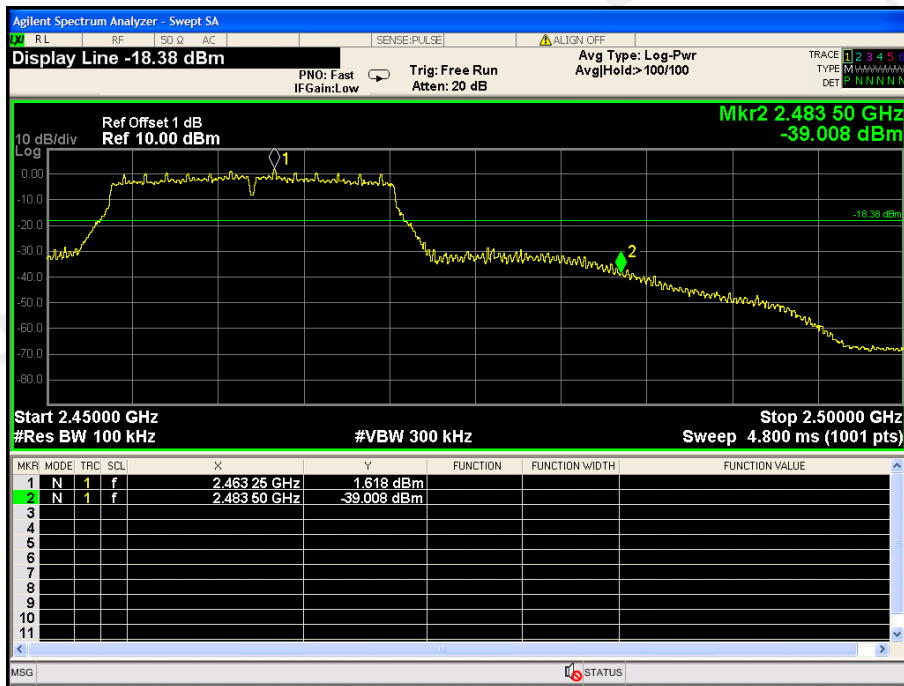 Agilent Spectrum Analyzer - Swept SA
LXI RL RF 50 Ω AC SENSE:PULSE ALIGN OFF
Display Line -18.38 dBm
PNO: Fast
IFGain:Low
Trig: Free Run
Atten: 20 dB
Avg Type: Log-Pwr
Avg|Hold:> 100/100
TRACE 1 2 3 4 5 6
TYPE M W W W W W
DET P N N N N N
Mkr2 2.483 50 GHz
-39.008 dBm
Ref Offset 1 dB
10 dB/div Ref 10.00 dBm
Log
1
0.00
-10.0
-18.38 dBm
-20.0
-30.0
2
-40.0
-50.0
-60.0
-70.0
-80.0
Start 2.45000 GHz Stop 2.50000 GHz
#Res BW 100 kHz #VBW 300 kHz Sweep 4.800 ms (1001 pts)
MKR MODE TRC SCL X Y FUNCTION FUNCTION WIDTH FUNCTION VALUE
1 N 1 f 2.463 25 GHz 1.618 dBm
2 N 1 f 2.483 50 GHz -39.008 dBm
3
4
5
6
7
8
9
10
11
MSG STATUS